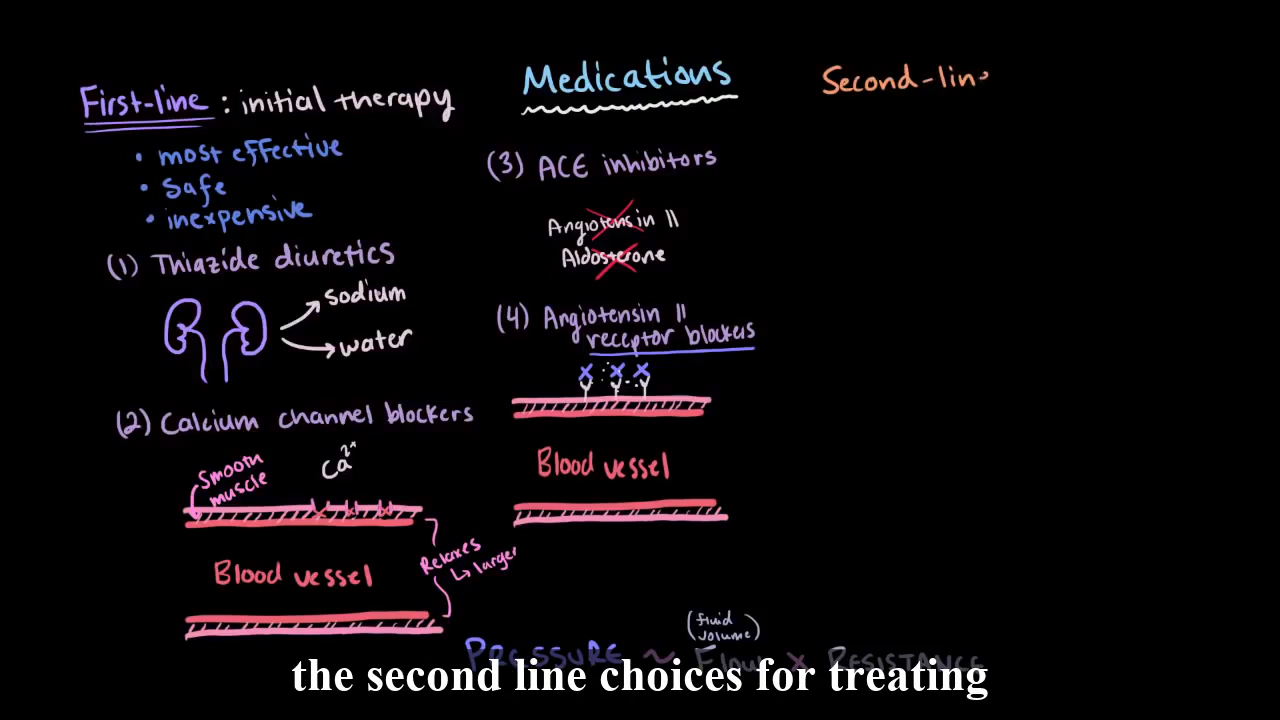 First-line : initial therapy
• most effective
• safe
• inexpensive
(1) Thiazide diuretics
sodium
water
(2) Calcium channel blockers
Smooth
muscle
Ca²⁺
Blood vessel
Relaxes
↳ larger
Medications
(3) ACE inhibitors
Angiotensin II
Aldosterone
(4) Angiotensin II
receptor blockers
Blood vessel
Second-lin
(fluid
volume)
PRESSURE ~ Flow x RESISTANCE
the second line choices for treating